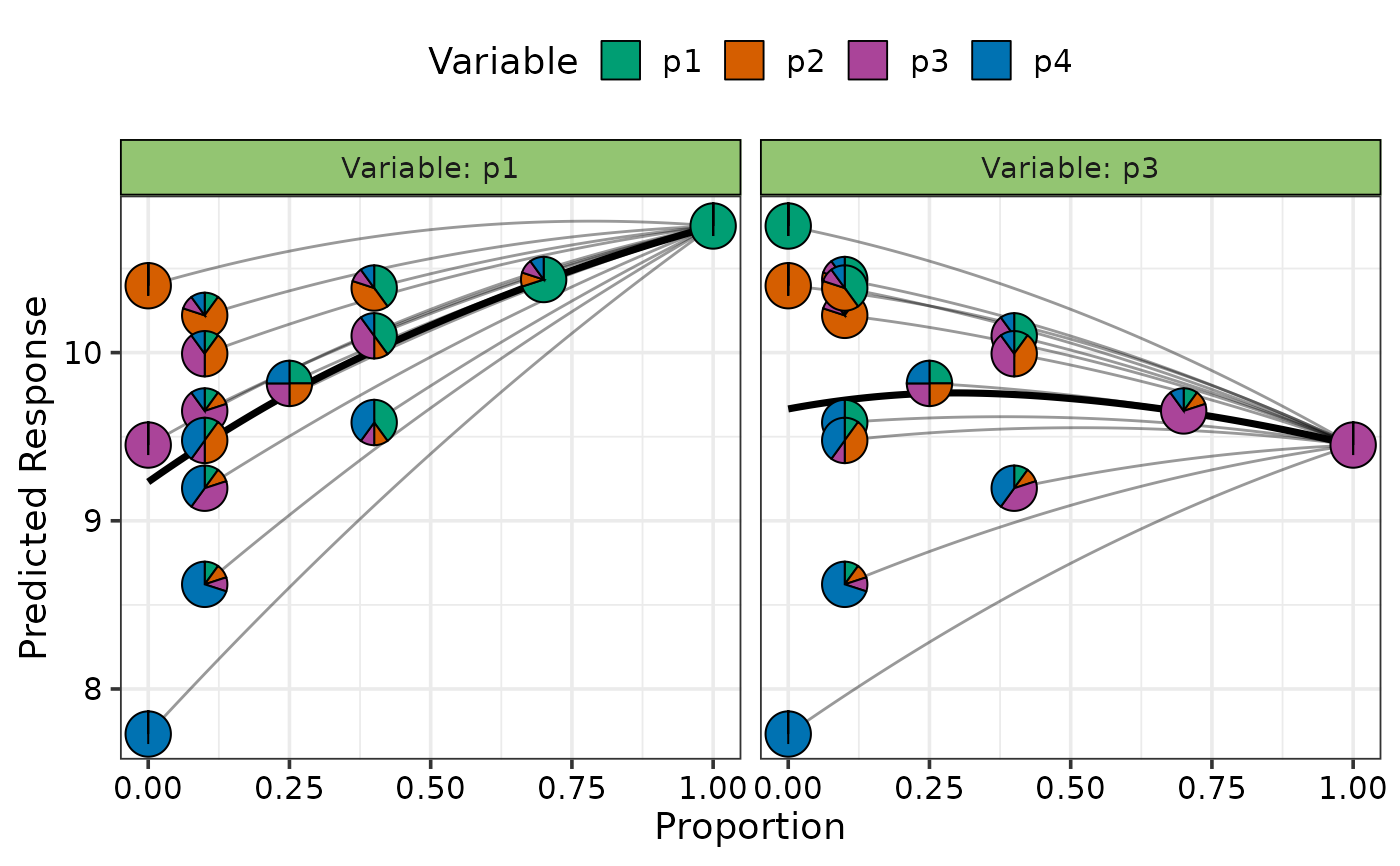 Variable p1 p2 p3 p4
Variable: p1 Variable: p3
Predicted Response
10
9
8
0.00 0.25 0.50 0.75 1.00 0.00 0.25 0.50 0.75 1.00
Proportion